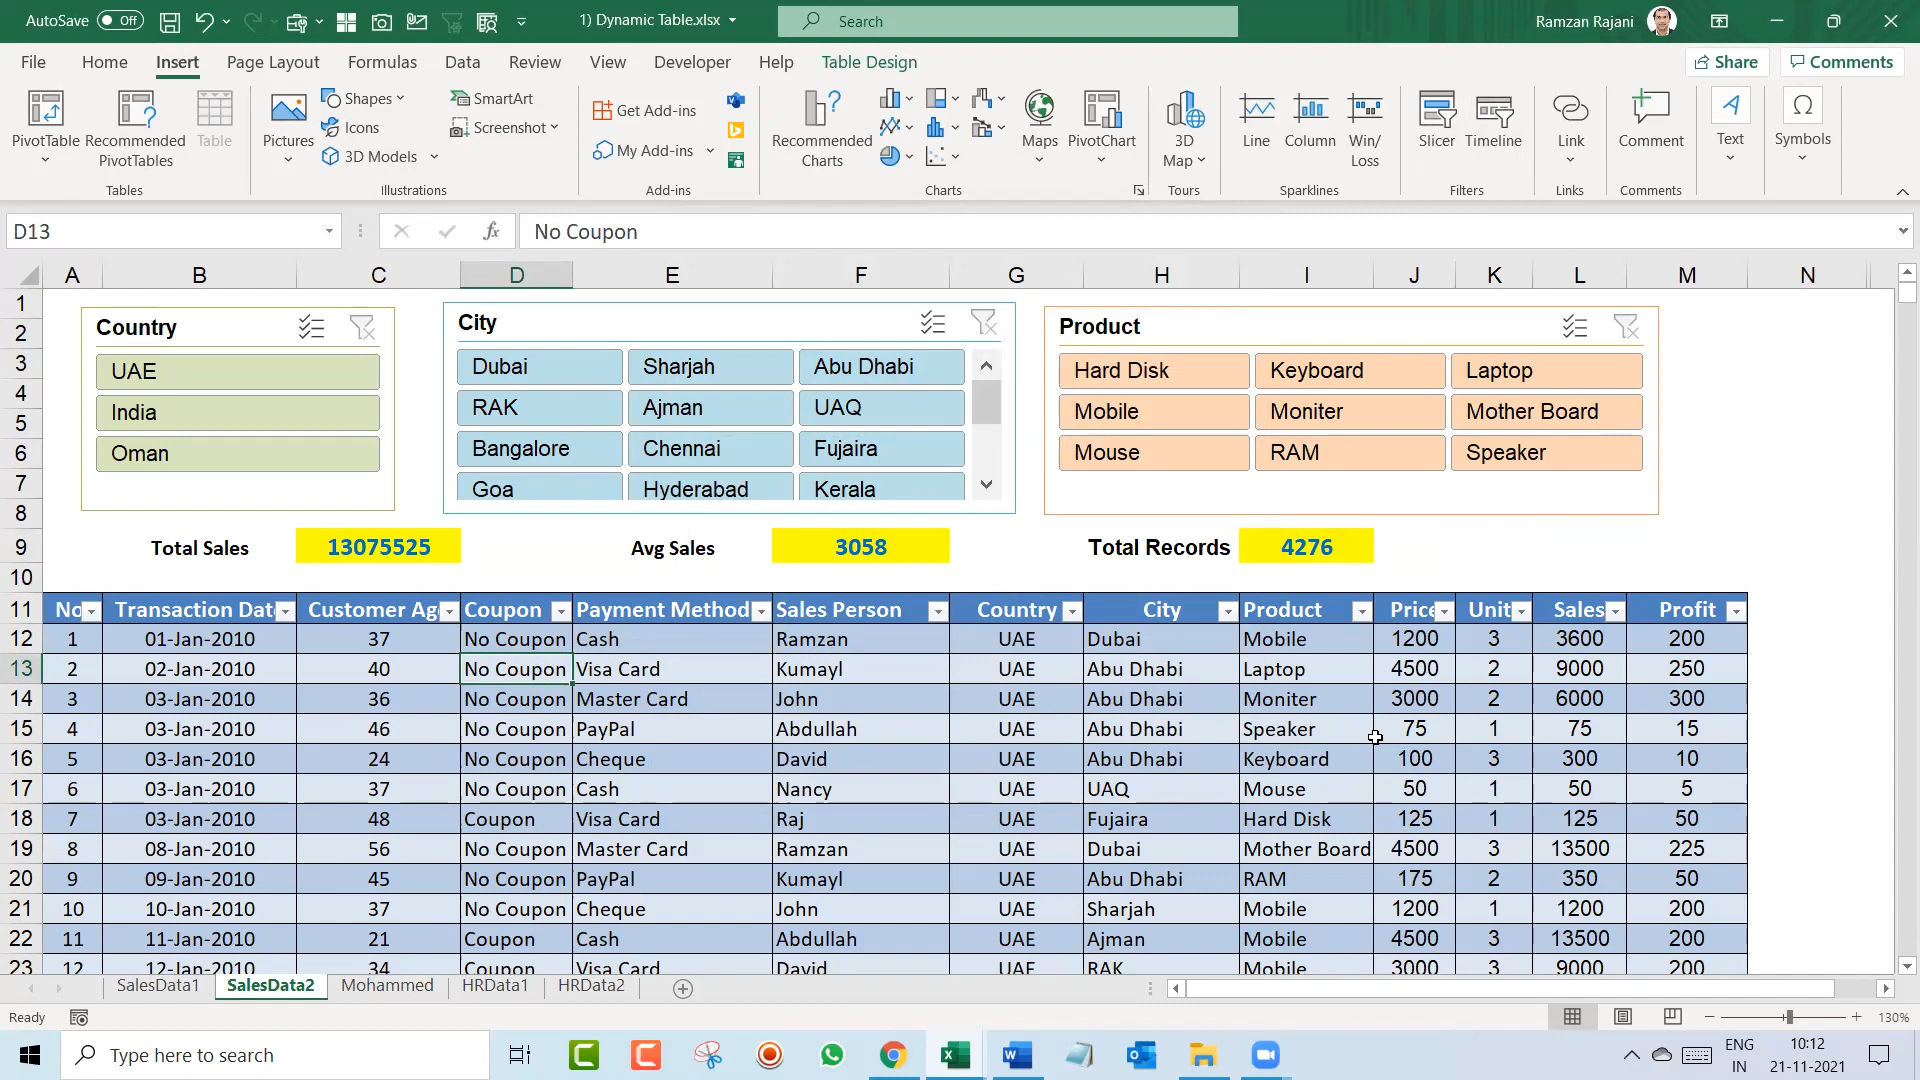 AutoSave Off 1) Dynamic Table.xlsx Search Ramzan Rajani
File Home Insert Page Layout Formulas Data Review View Developer Help Table Design Share Comments
PivotTable Recommended PivotTables Table Pictures Shapes Icons 3D Models SmartArt Screenshot Get Add-ins My Add-ins Recommended Charts Maps PivotChart 3D Map Line Column Win/Loss Slicer Timeline Link Comment Text Symbols
Tables Illustrations Add-ins Charts Tours Sparklines Filters Links Comments
D13 fx No Coupon
A B C D E F G H I J K L M N
1
2
3
4
5
6
7
8
Country
UAE
India
Oman
City
Dubai Sharjah Abu Dhabi
RAK Ajman UAQ
Bangalore Chennai Fujaira
Goa Hyderabad Kerala
Product
Hard Disk Keyboard Laptop
Mobile Moniter Mother Board
Mouse RAM Speaker
9 Total Sales 13075525 Avg Sales 3058 Total Records 4276
10
11 No Transaction Dat Customer Ag Coupon Payment Method Sales Person Country City Product Price Unit Sales Profit
12 1 01-Jan-2010 37 No Coupon Cash Ramzan UAE Dubai Mobile 1200 3 3600 200
13 2 02-Jan-2010 40 No Coupon Visa Card Kumayl UAE Abu Dhabi Laptop 4500 2 9000 250
14 3 03-Jan-2010 36 No Coupon Master Card John UAE Abu Dhabi Moniter 3000 2 6000 300
15 4 03-Jan-2010 46 No Coupon PayPal Abdullah UAE Abu Dhabi Speaker 75 1 75 15
16 5 03-Jan-2010 24 No Coupon Cheque David UAE Abu Dhabi Keyboard 100 3 300 10
17 6 03-Jan-2010 37 No Coupon Cash Nancy UAE UAQ Mouse 50 1 50 5
18 7 03-Jan-2010 48 Coupon Visa Card Raj UAE Fujaira Hard Disk 125 1 125 50
19 8 08-Jan-2010 56 No Coupon Master Card Ramzan UAE Dubai Mother Board 4500 3 13500 225
20 9 09-Jan-2010 45 No Coupon PayPal Kumayl UAE Abu Dhabi RAM 175 2 350 50
21 10 10-Jan-2010 37 No Coupon Cheque John UAE Sharjah Mobile 1200 1 1200 200
22 11 11-Jan-2010 21 Coupon Cash Abdullah UAE Ajman Mobile 4500 3 13500 200
23 12 12-Jan-2010 34 Coupon Visa Card David UAE RAK Mobile 3000 3 9000 200
SalesData1 SalesData2 Mohammed HRData1 HRData2
Ready 130%
Type here to search ENG 10:12
IN 21-11-2021